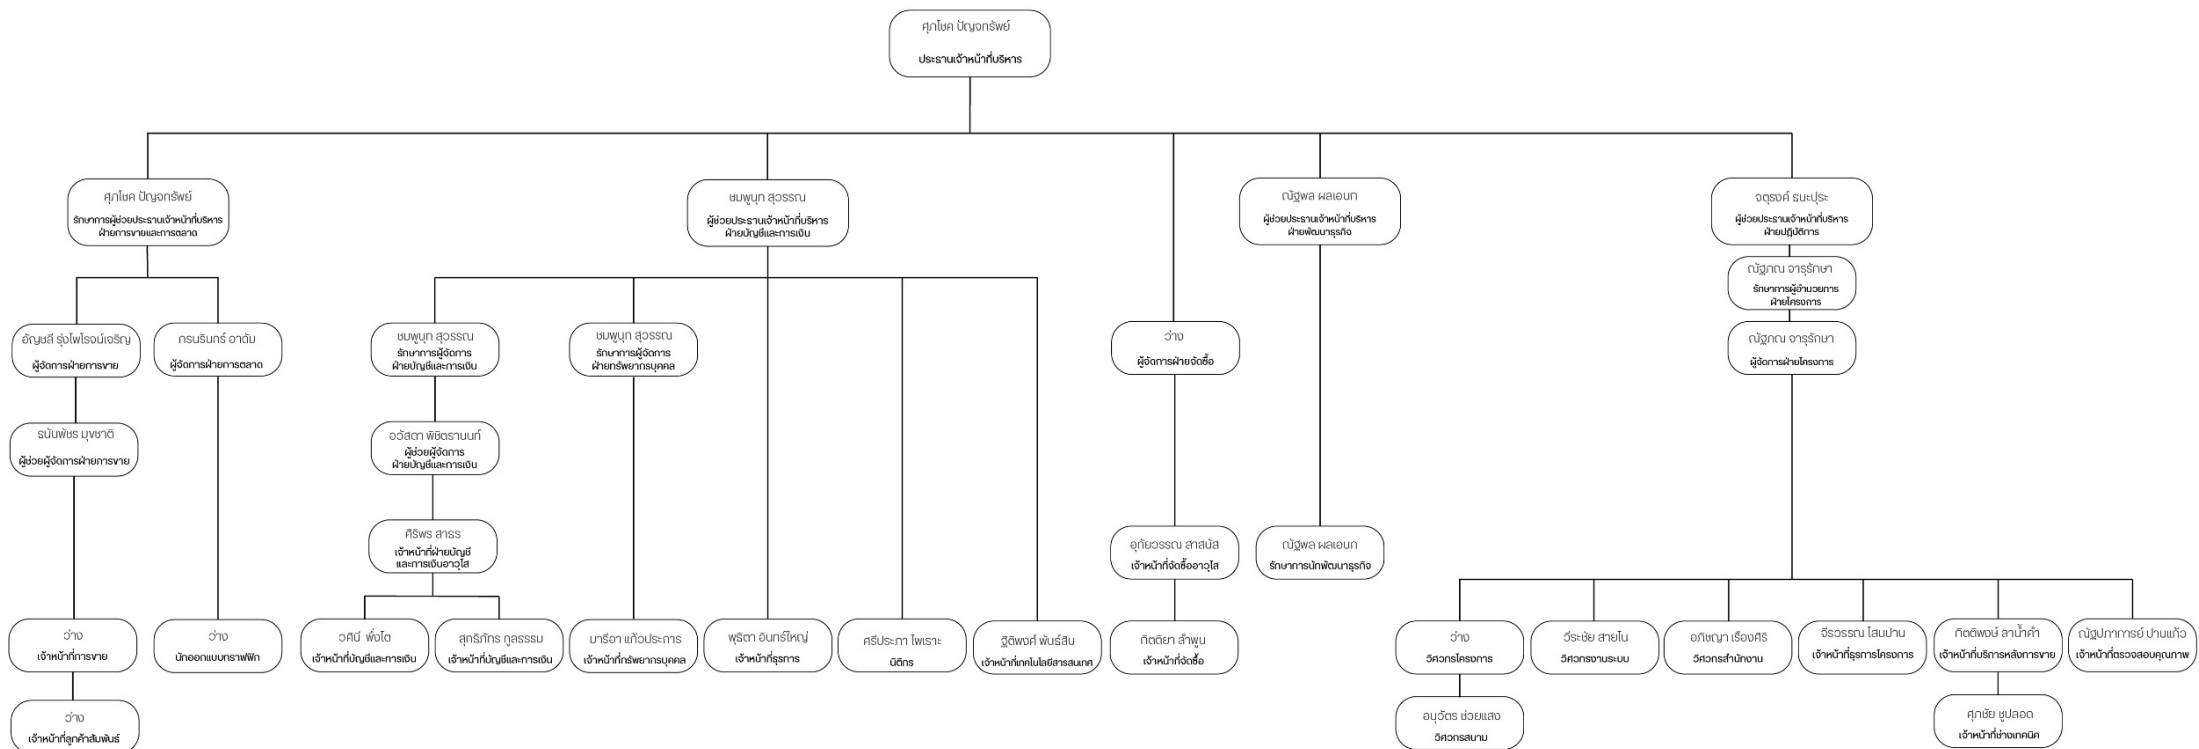 ศุภโชค ปัญจทรัพย์
ประธานเจ้าหน้าที่บริหาร
ศุภโชค ปัญจทรัพย์
รักษาการผู้ช่วยประธานเจ้าหน้าที่บริหาร
ฝ่ายการขายและการตลาด
ชมพูนุท สุวรรณ
ผู้ช่วยประธานเจ้าหน้าที่บริหาร
ฝ่ายบัญชีและการเงิน
ณัฐพล ผลเอนก
ผู้ช่วยประธานเจ้าหน้าที่บริหาร
ฝ่ายพัฒนาธุรกิจ
จตุรงค์ ธนะปุระ
ผู้ช่วยประธานเจ้าหน้าที่บริหาร
ฝ่ายปฏิบัติการ
ณัฐภณ จารุรักษา
รักษาการผู้อำนวยการ
ฝ่ายโครงการ
อัญชลี รุ่งไพโรจน์เจริญ
ผู้จัดการฝ่ายการขาย
กรนรินทร์ อาดัม
ผู้จัดการฝ่ายการตลาด
ชมพูนุท สุวรรณ
รักษาการผู้จัดการ
ฝ่ายบัญชีและการเงิน
ชมพูนุท สุวรรณ
รักษาการผู้จัดการ
ฝ่ายทรัพยากรบุคคล
ว่าง
ผู้จัดการฝ่ายจัดซื้อ
ณัฐภณ จารุรักษา
ผู้จัดการฝ่ายโครงการ
ธนันพัชร มุขชาติ
ผู้ช่วยผู้จัดการฝ่ายการขาย
อวัสดา พิชิตรานนท์
ผู้ช่วยผู้จัดการ
ฝ่ายบัญชีและการเงิน
ศิริพร สาธร
เจ้าหน้าที่ฝ่ายบัญชี
และการเงินอาวุโส
อุทัยวรรณ สาสนัส
เจ้าหน้าที่จัดซื้ออาวุโส
ณัฐพล ผลเอนก
รักษาการนักพัฒนาธุรกิจ
ว่าง
เจ้าหน้าที่การขาย
ว่าง
นักออกแบบกราฟฟิก
วศินี พึ่งโต
เจ้าหน้าที่บัญชีและการเงิน
สุทธิภัทร กูลธรรม
เจ้าหน้าที่บัญชีและการเงิน
มารีอา แก้วประการ
เจ้าหน้าที่ทรัพยากรบุคคล
พุธิตา อินทร์ใหญ่
เจ้าหน้าที่ธุรการ
ศรีประภา ไพเราะ
นิติกร
ฐิติพงศ์ พันธ์สิน
เจ้าหน้าที่เทคโนโลยีสารสนเทศ
กิตติยา ลำพูน
เจ้าหน้าที่จัดซื้อ
ว่าง
วิศวกรโครงการ
วีระชัย สายโน
วิศวกรงานระบบ
อภิชญา เรืองศิริ
วิศวกรสำนักงาน
จีรวรรณ โสมปาน
เจ้าหน้าที่ธุรการโครงการ
กิตติพงษ์ ลาน้ำคำ
เจ้าหน้าที่บริการหลังการขาย
ณัฐปภาการย์ ปานแก้ว
เจ้าหน้าที่ตรวจสอบคุณภาพ
ว่าง
เจ้าหน้าที่ลูกค้าสัมพันธ์
อนุวัตร ช่วยแสง
วิศวกรสนาม
ศุภชัย ชูปลอด
เจ้าหน้าที่ช่างเทคนิค